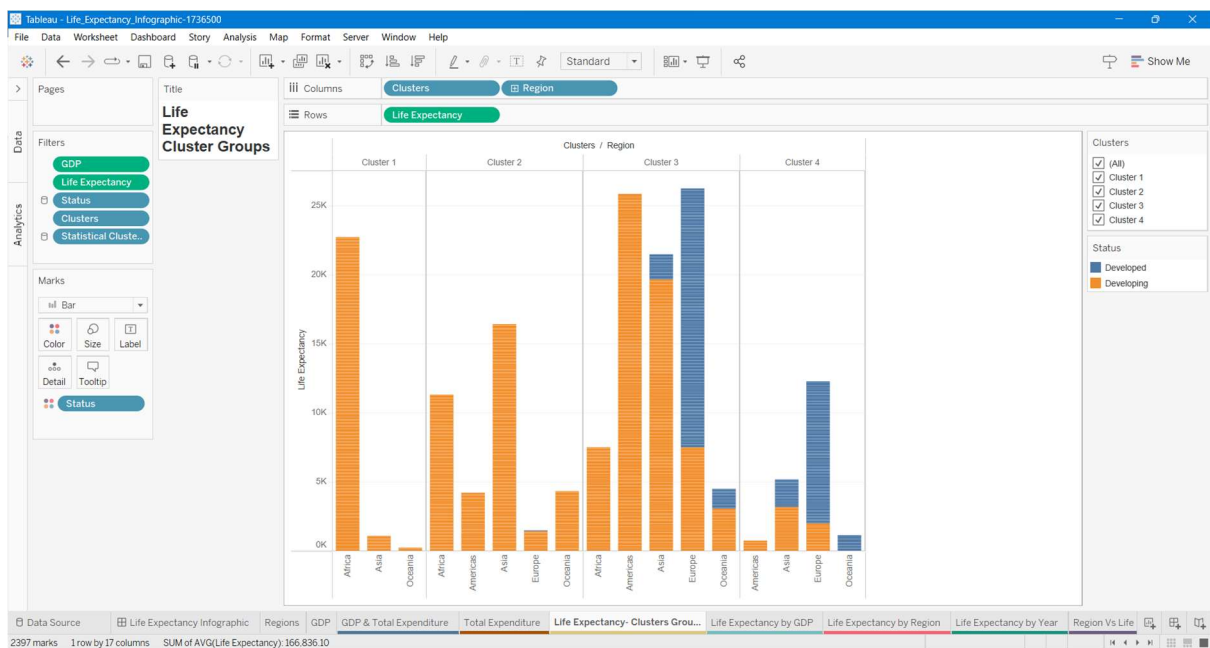 Tableau - Life_Expectancy_Infographic-1736500
File Data Worksheet Dashboard Story Analysis Map Format Server Window Help
Standard
Show Me
Data
Analytics
Pages
Filters
GDP
Life Expectancy
Status
Clusters
Statistical Cluste..
Marks
Bar
Color Size Label
Detail Tooltip
Status
Title
Life
Expectancy
Cluster Groups
Columns Clusters Region
Rows Life Expectancy
Clusters / Region
Cluster 1 Cluster 2 Cluster 3 Cluster 4
Life Expectancy
25K
20K
15K
10K
5K
0K
Africa Asia Oceania Africa Americas Asia Europe Oceania Africa Americas Asia Europe Oceania Americas Asia Europe Oceania
Clusters
(All)
Cluster 1
Cluster 2
Cluster 3
Cluster 4
Status
Developed
Developing
Data Source Life Expectancy Infographic Regions GDP GDP & Total Expenditure Total Expenditure Life Expectancy- Clusters Grou... Life Expectancy by GDP Life Expectancy by Region Life Expectancy by Year Region Vs Life
2397 marks 1 row by 17 columns SUM of AVG(Life Expectancy): 166,836.10